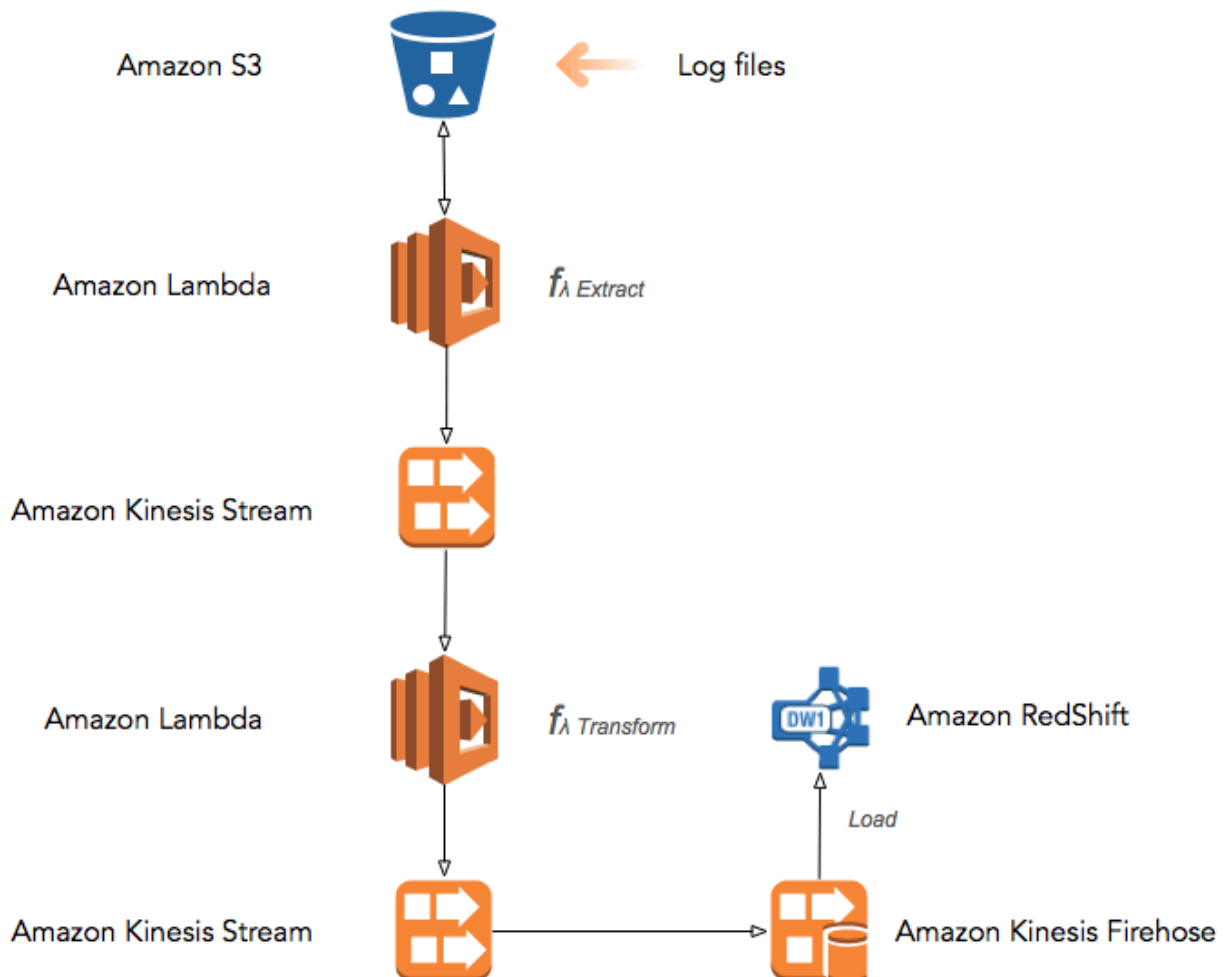 Amazon S3
Log files
Amazon Lambda
fλ Extract
Amazon Kinesis Stream
Amazon Lambda
fλ Transform
DW1
Amazon RedShift
Load
Amazon Kinesis Stream
Amazon Kinesis Firehose